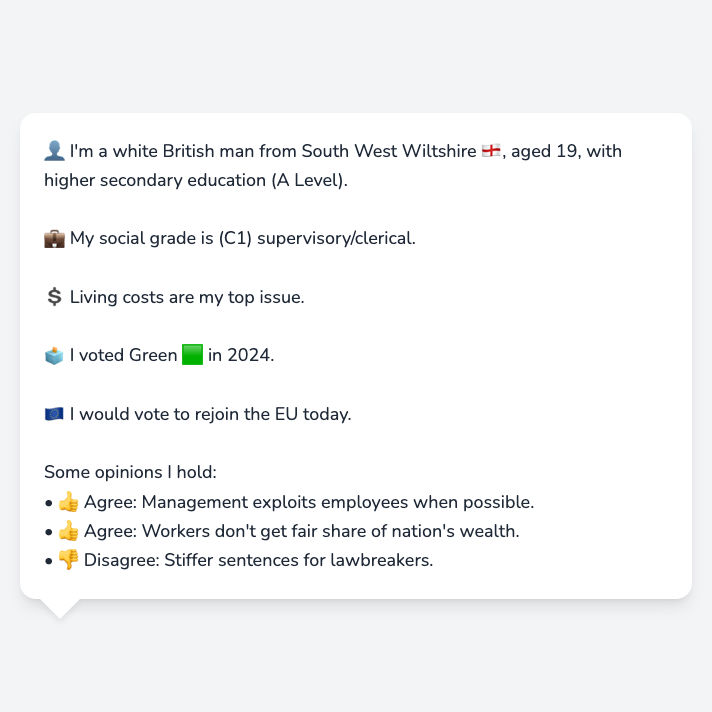 👤 I'm a white British man from South West Wiltshire 🏴󠁧󠁢󠁥󠁮󠁧󠁿, aged 19, with
higher secondary education (A Level).
💼 My social grade is (C1) supervisory/clerical.
💲 Living costs are my top issue.
🗳️ I voted Green 🟩 in 2024.
🇪🇺 I would vote to rejoin the EU today.
Some opinions I hold:
• 👍 Agree: Management exploits employees when possible.
• 👍 Agree: Workers don't get fair share of nation's wealth.
• 👎 Disagree: Stiffer sentences for lawbreakers.